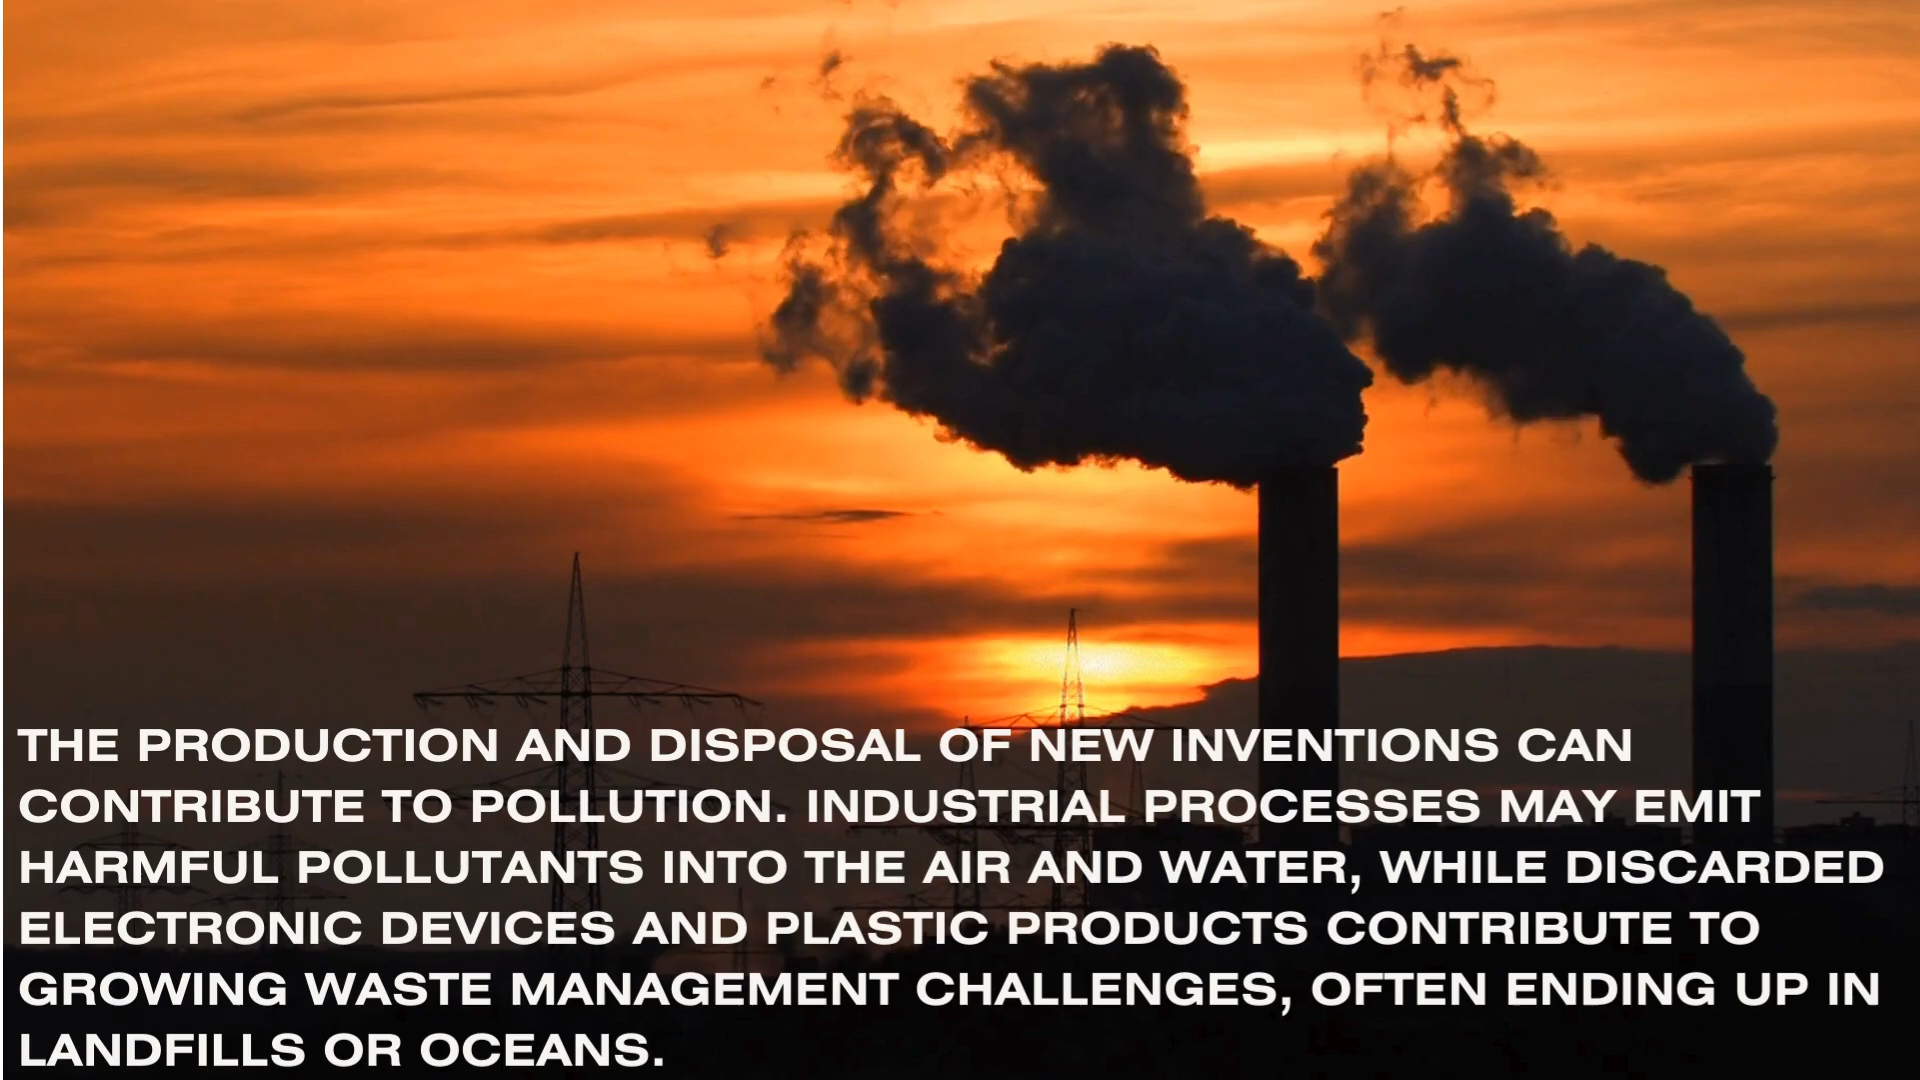 THE PRODUCTION AND DISPOSAL OF NEW INVENTIONS CAN
CONTRIBUTE TO POLLUTION. INDUSTRIAL PROCESSES MAY EMIT
HARMFUL POLLUTANTS INTO THE AIR AND WATER, WHILE DISCARDED
ELECTRONIC DEVICES AND PLASTIC PRODUCTS CONTRIBUTE TO
GROWING WASTE MANAGEMENT CHALLENGES, OFTEN ENDING UP IN
LANDFILLS OR OCEANS.